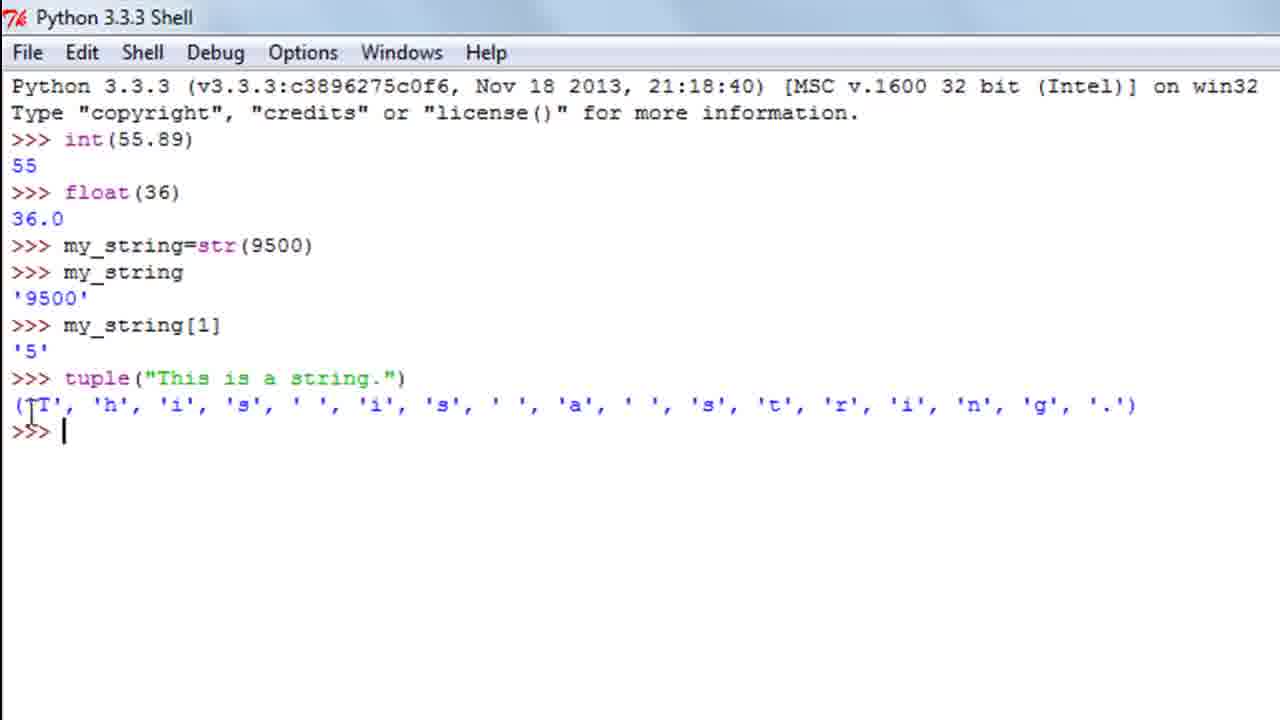 Python 3.3.3 Shell
File Edit Shell Debug Options Windows Help
Python 3.3.3 (v3.3.3:c3896275c0f6, Nov 18 2013, 21:18:40) [MSC v.1600 32 bit (Intel)] on win32
Type "copyright", "credits" or "license()" for more information.
>>> int(55.89)
55
>>> float(36)
36.0
>>> my_string=str(9500)
>>> my_string
'9500'
>>> my_string[1]
'5'
>>> tuple("This is a string.")
('T', 'h', 'i', 's', ' ', 'i', 's', ' ', 'a', ' ', 's', 't', 'r', 'i', 'n', 'g', '.')
>>>